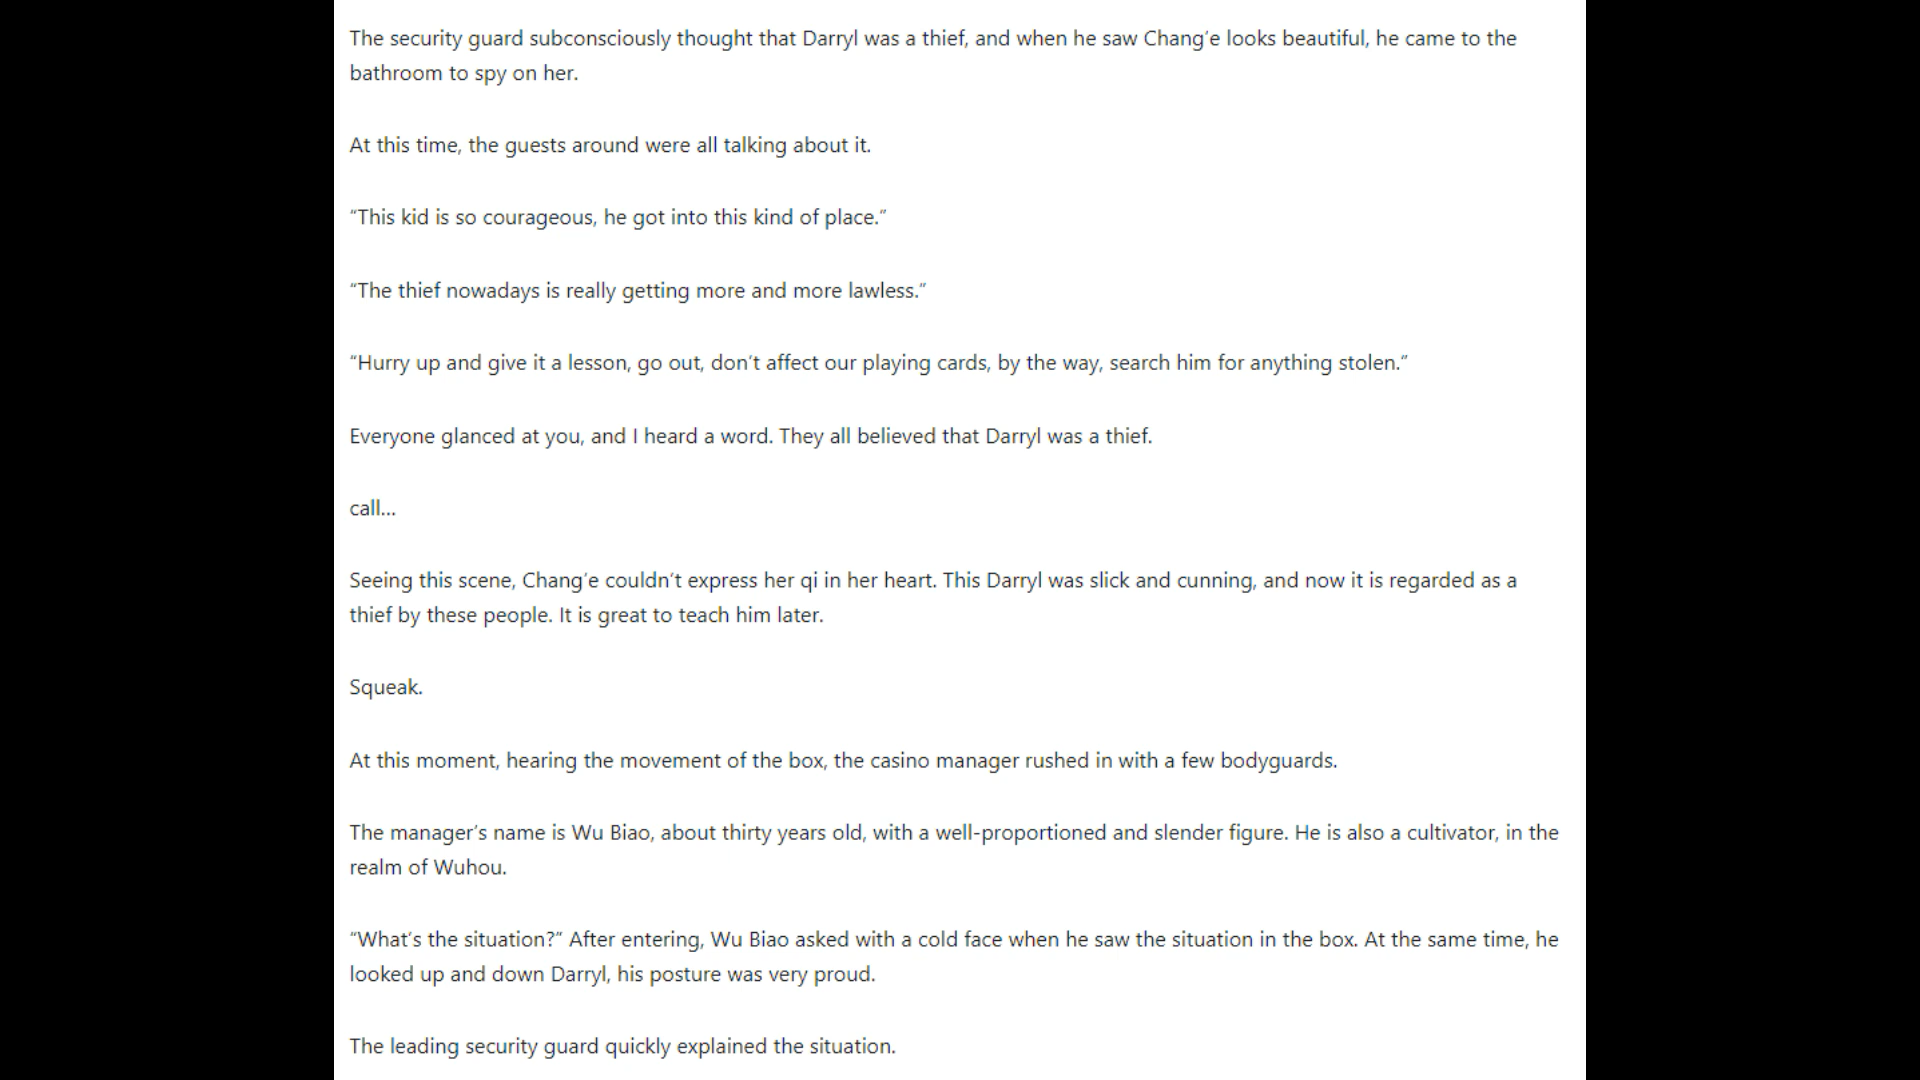 The security guard subconsciously thought that Darryl was a thief, and when he saw Chang’e looks beautiful, he came to the
bathroom to spy on her.
At this time, the guests around were all talking about it.
“This kid is so courageous, he got into this kind of place.”
“The thief nowadays is really getting more and more lawless.”
“Hurry up and give it a lesson, go out, don’t affect our playing cards, by the way, search him for anything stolen.”
Everyone glanced at you, and I heard a word. They all believed that Darryl was a thief.
call…
Seeing this scene, Chang’e couldn’t express her qi in her heart. This Darryl was slick and cunning, and now it is regarded as a
thief by these people. It is great to teach him later.
Squeak.
At this moment, hearing the movement of the box, the casino manager rushed in with a few bodyguards.
The manager’s name is Wu Biao, about thirty years old, with a well-proportioned and slender figure. He is also a cultivator, in the
realm of Wuhou.
“What’s the situation?” After entering, Wu Biao asked with a cold face when he saw the situation in the box. At the same time, he
looked up and down Darryl, his posture was very proud.
The leading security guard quickly explained the situation.